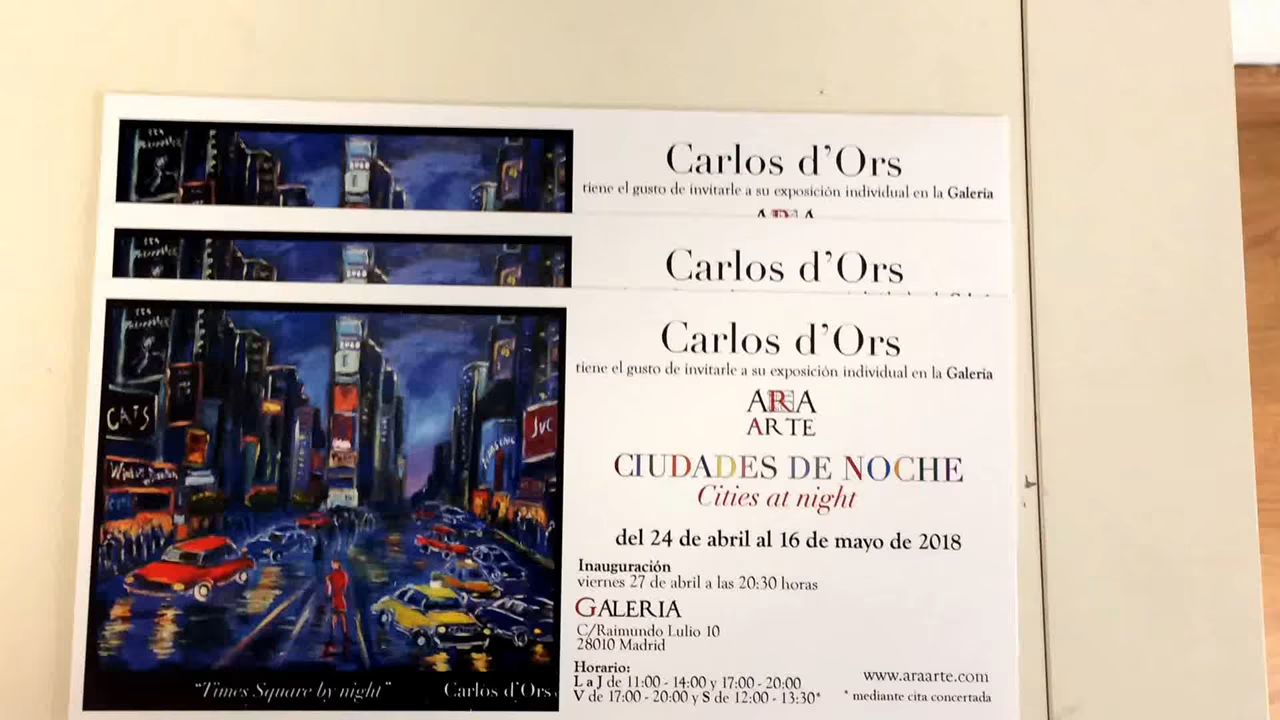 Carlos d'Ors
tiene el gusto de invitarle a su exposición individual en la Galería
Carlos d'Ors
CATS
JVC
"Times Square by night"
Carlos d'Ors
Carlos d'Ors
tiene el gusto de invitarle a su exposición individual en la Galería
ARA
ARTE
CIUDADES DE NOCHE
Cities at night
del 24 de abril al 16 de mayo de 2018
Inauguración
viernes 27 de abril a las 20:30 horas
GALERIA
C/Raimundo Lulio 10
28010 Madrid
Horario:
L a J de 11:00 - 14:00 y 17:00 - 20:00
V de 17:00 - 20:00 y S de 12:00 - 13:30*
www.araarte.com
* mediante cita concertada